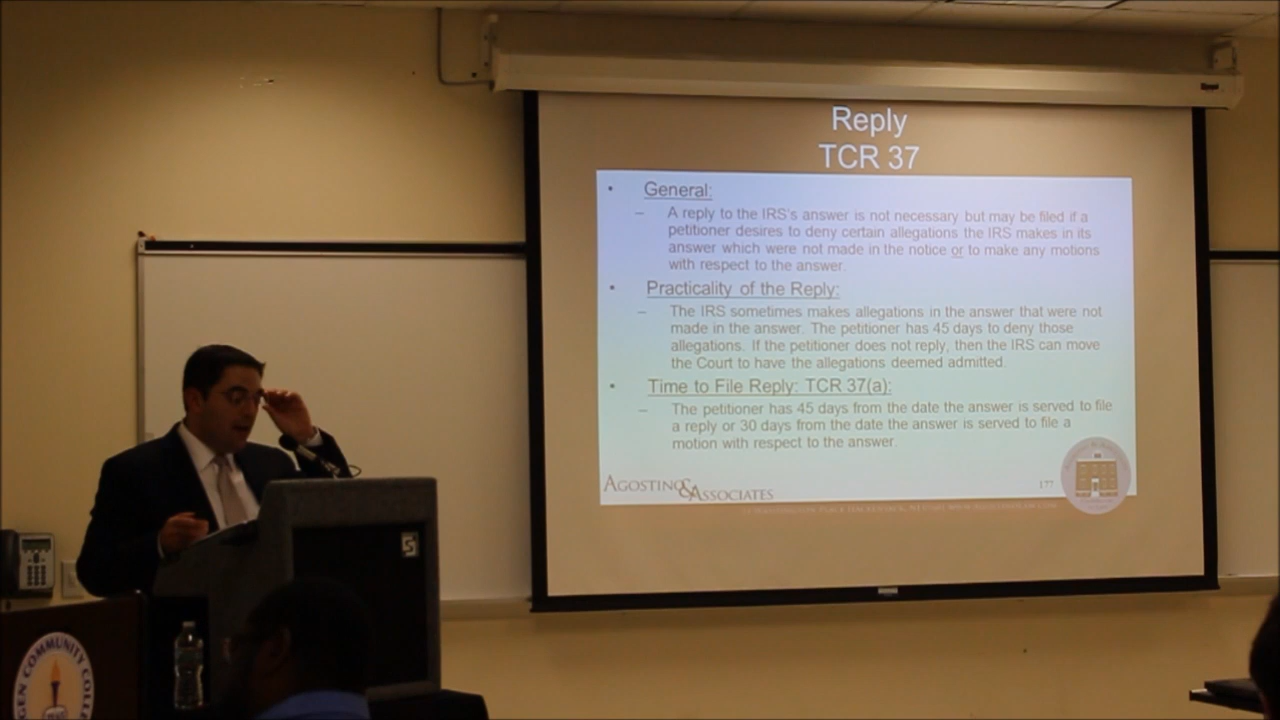 Reply
TCR 37
• General:
– A reply to the IRS's answer is not necessary but may be filed if a
petitioner desires to deny certain allegations the IRS makes in its
answer which were not made in the notice or to make any motions
with respect to the answer.
• Practicality of the Reply:
– The IRS sometimes makes allegations in the answer that were not
made in the answer. The petitioner has 45 days to deny those
allegations. If the petitioner does not reply, then the IRS can move
the Court to have the allegations deemed admitted.
• Time to File Reply: TCR 37(a):
– The petitioner has 45 days from the date the answer is served to file
a reply or 30 days from the date the answer is served to file a
motion with respect to the answer.
AGOSTINO & ASSOCIATES
177
GEN COMMUNITY COLLE